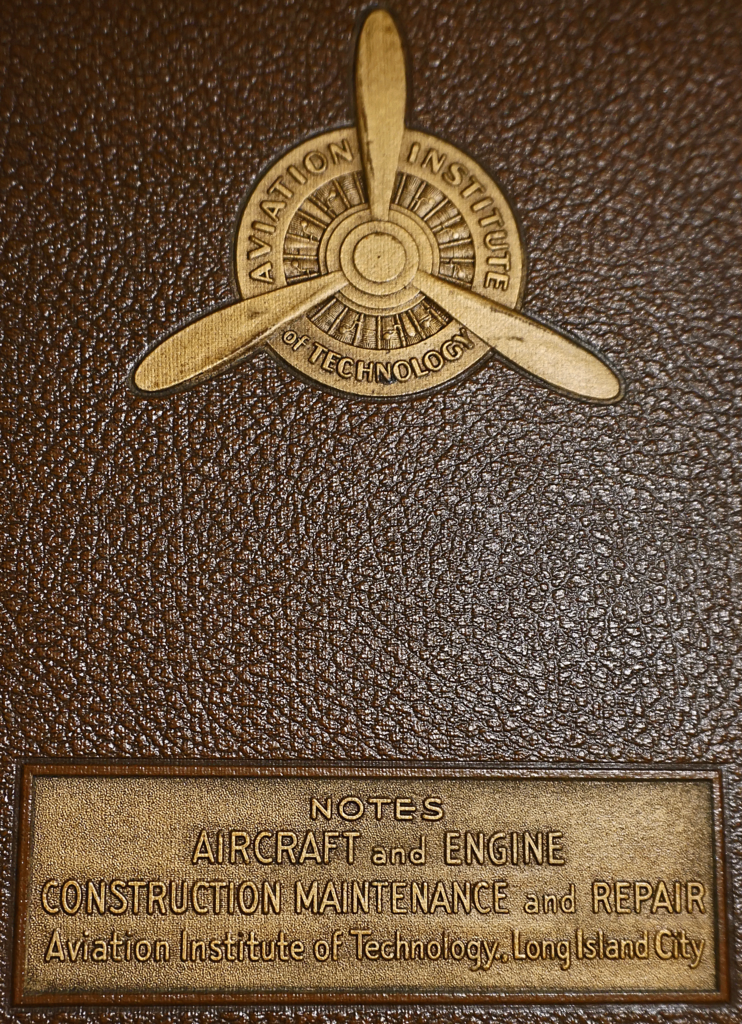 AVIATION INSTITUTE
of TECHNOLOGY
NOTES
AIRCRAFT and ENGINE
CONSTRUCTION MAINTENANCE and REPAIR
Aviation Institute of Technology, Long Island City